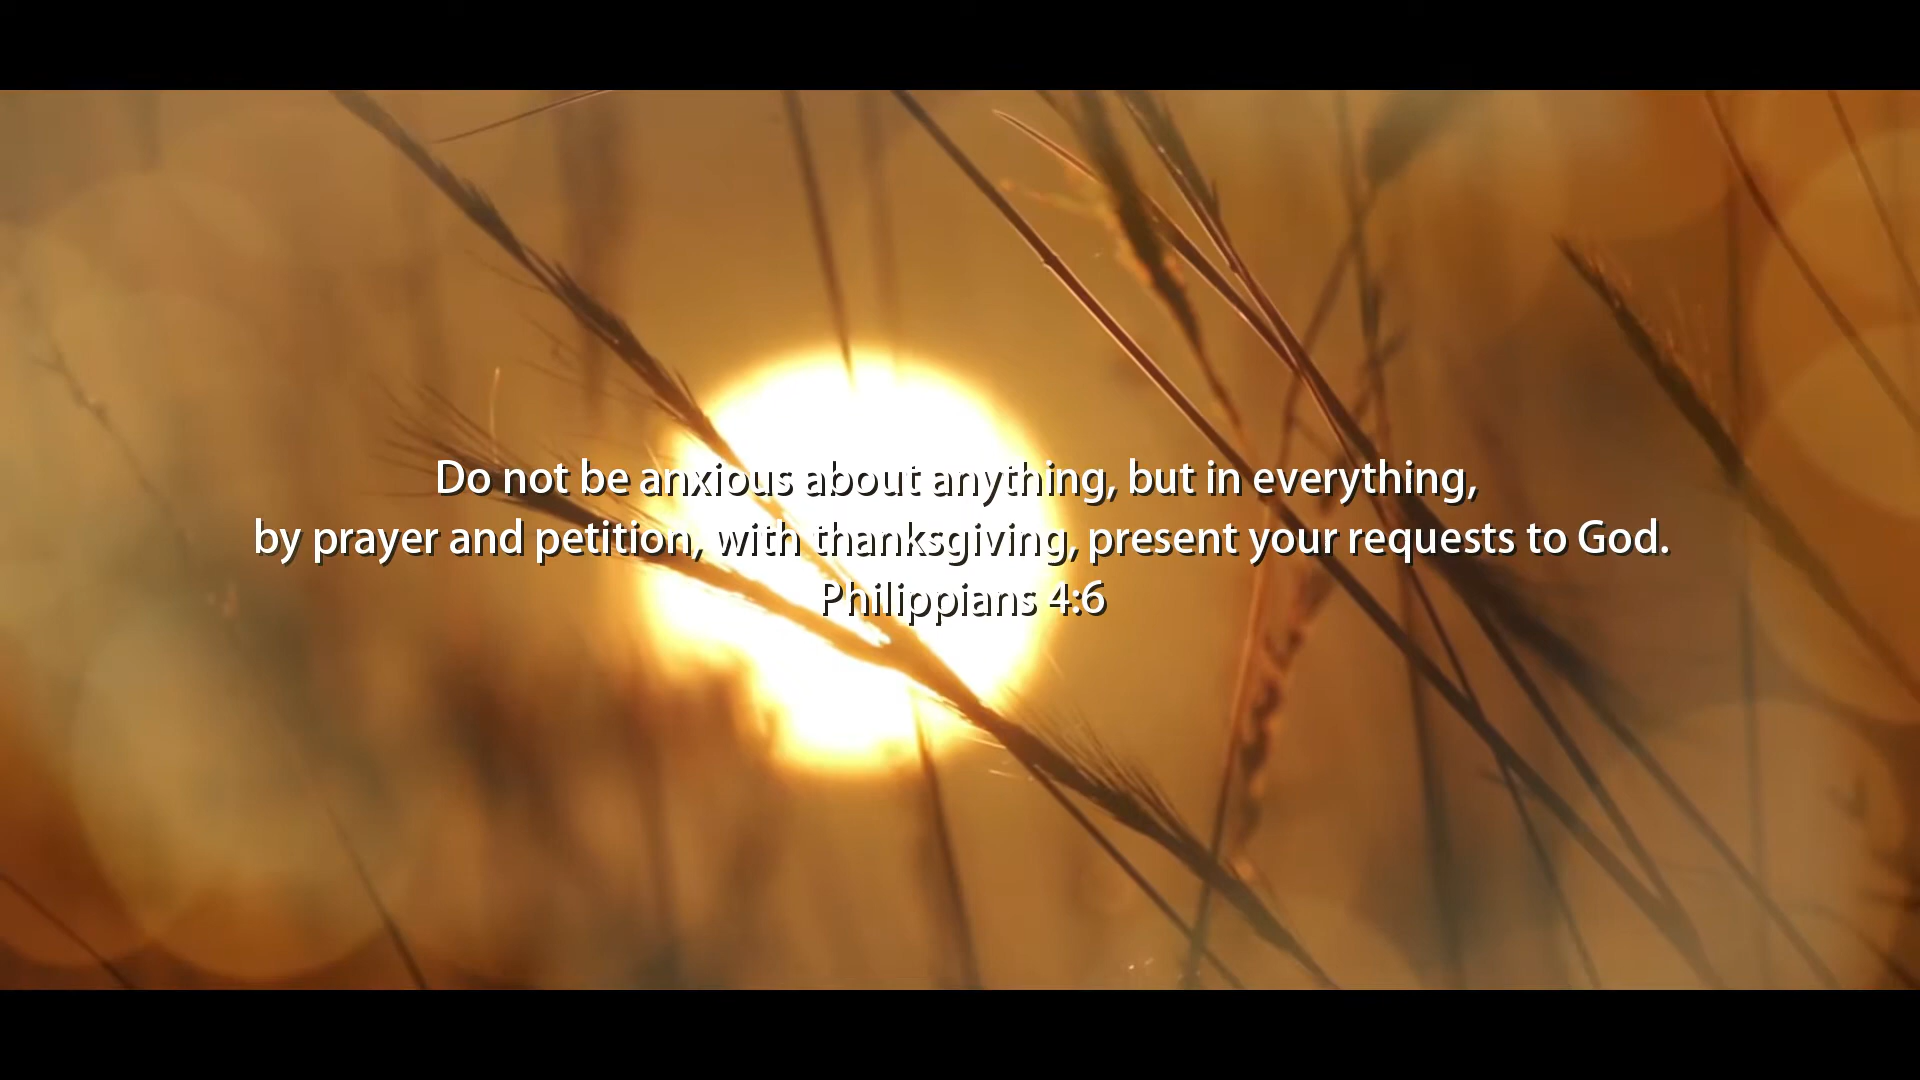 Do not be anxious about anything, but in everything,
by prayer and petition, with thanksgiving, present your requests to God.
Philippians 4:6